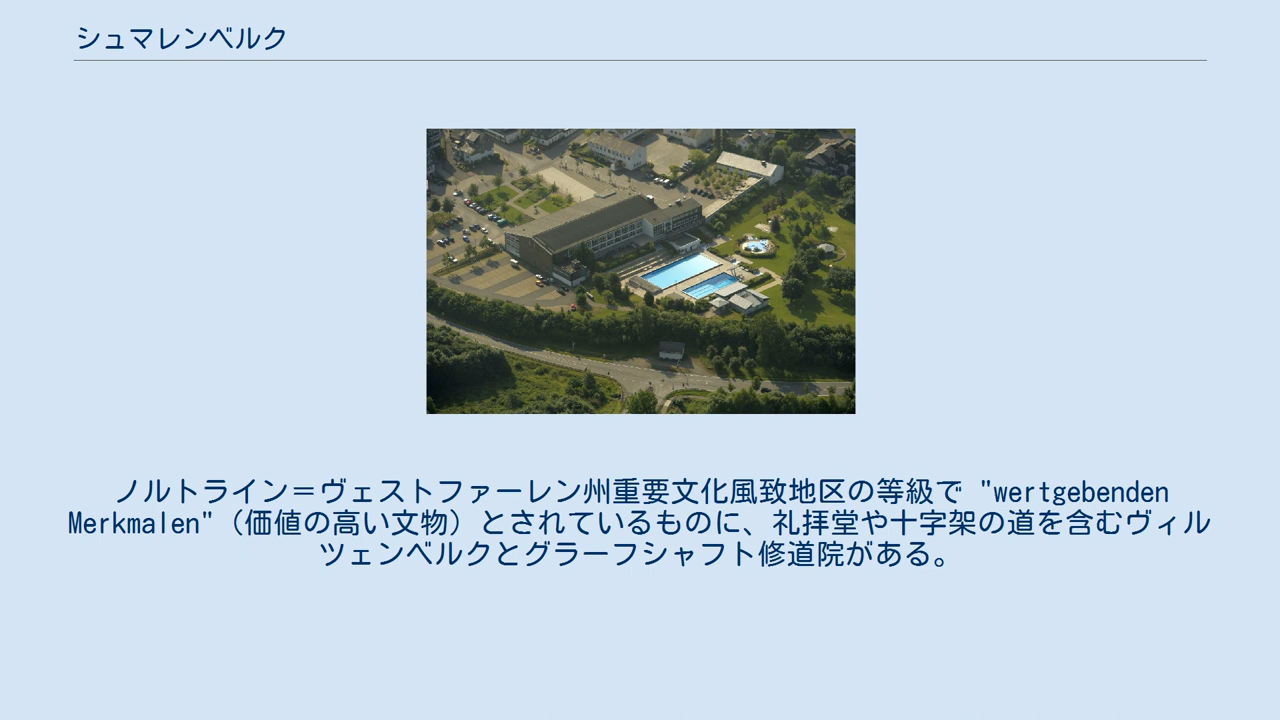 シュマレンベルク
ノルトライン＝ヴェストファーレン州重要文化風致地区の等級で "wertgebenden
Merkmalen"（価値の高い文物）とされているものに、礼拝堂や十字架の道を含むヴィル
ツェンベルクとグラーフシャフト修道院がある。